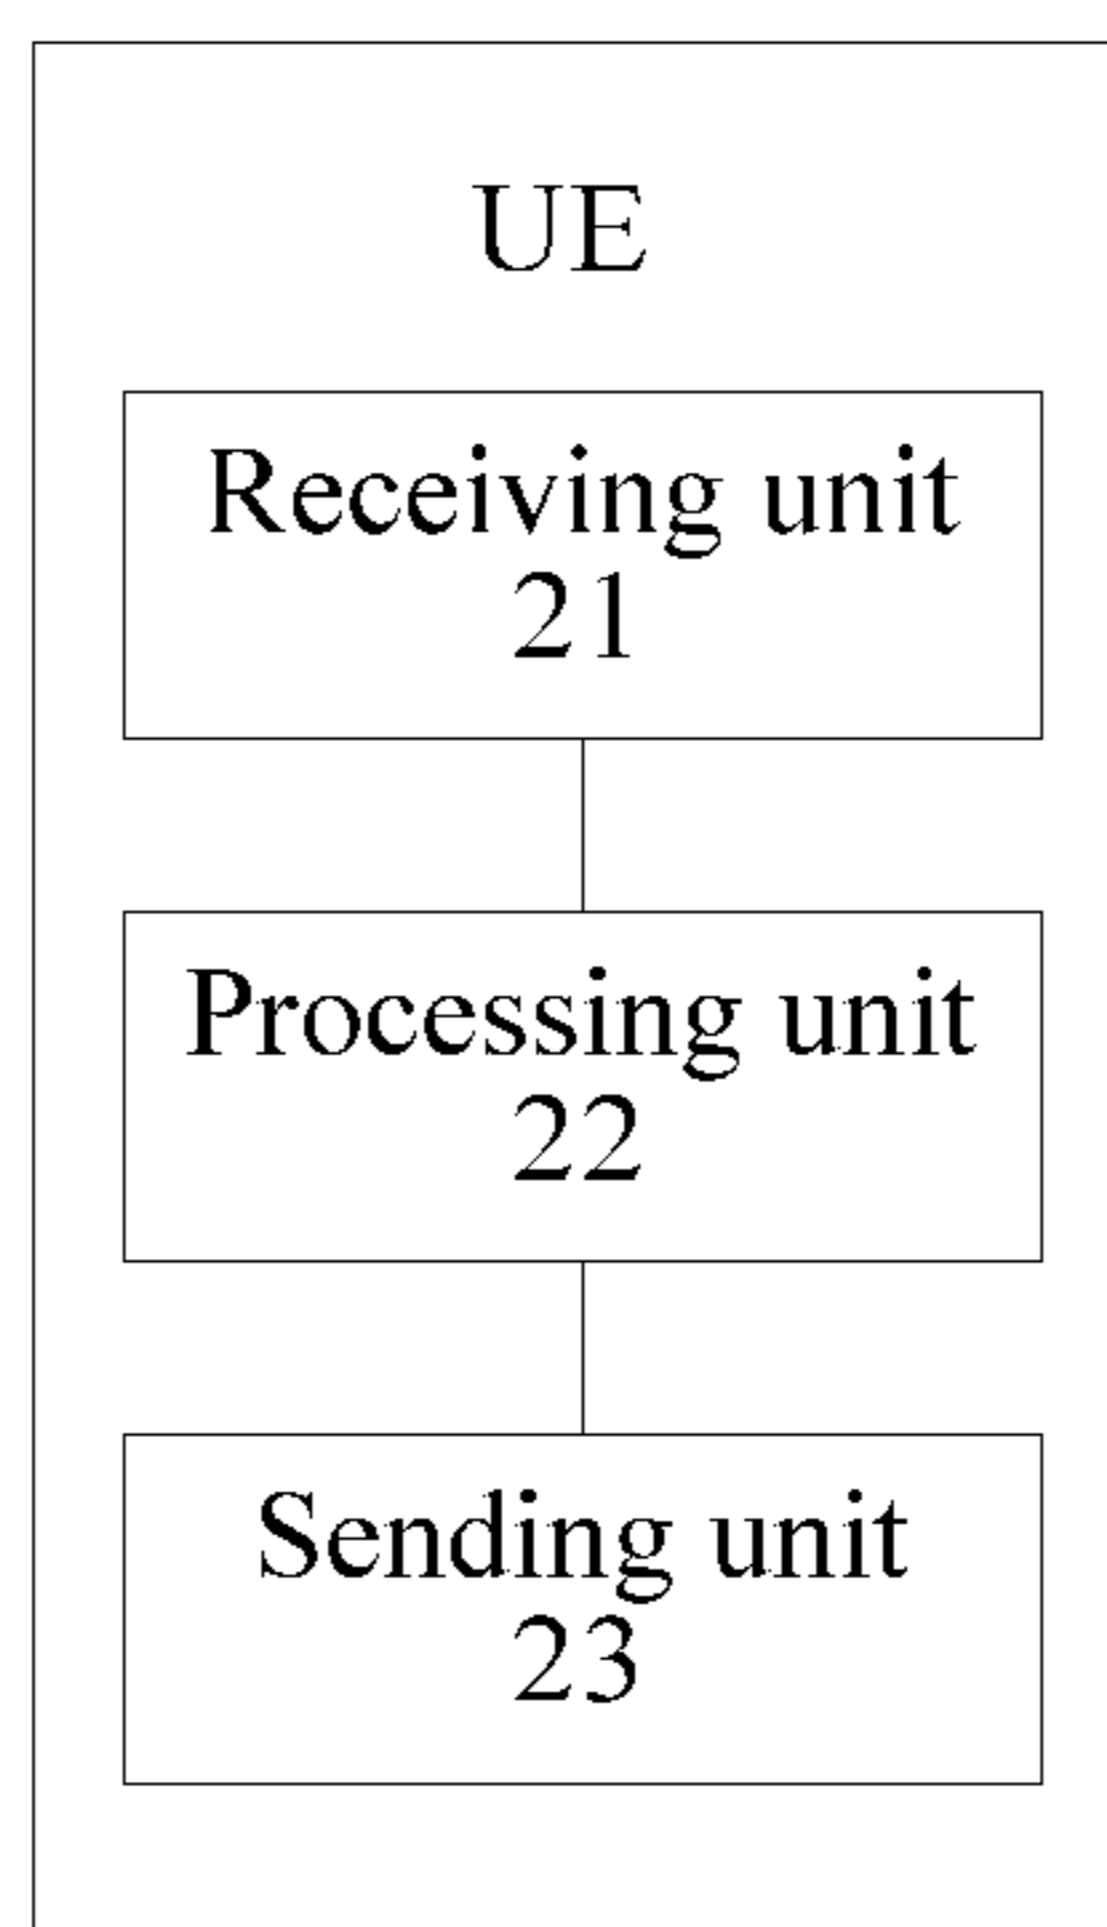 UE
Receiving unit
21
Processing unit
22
Sending unit
23